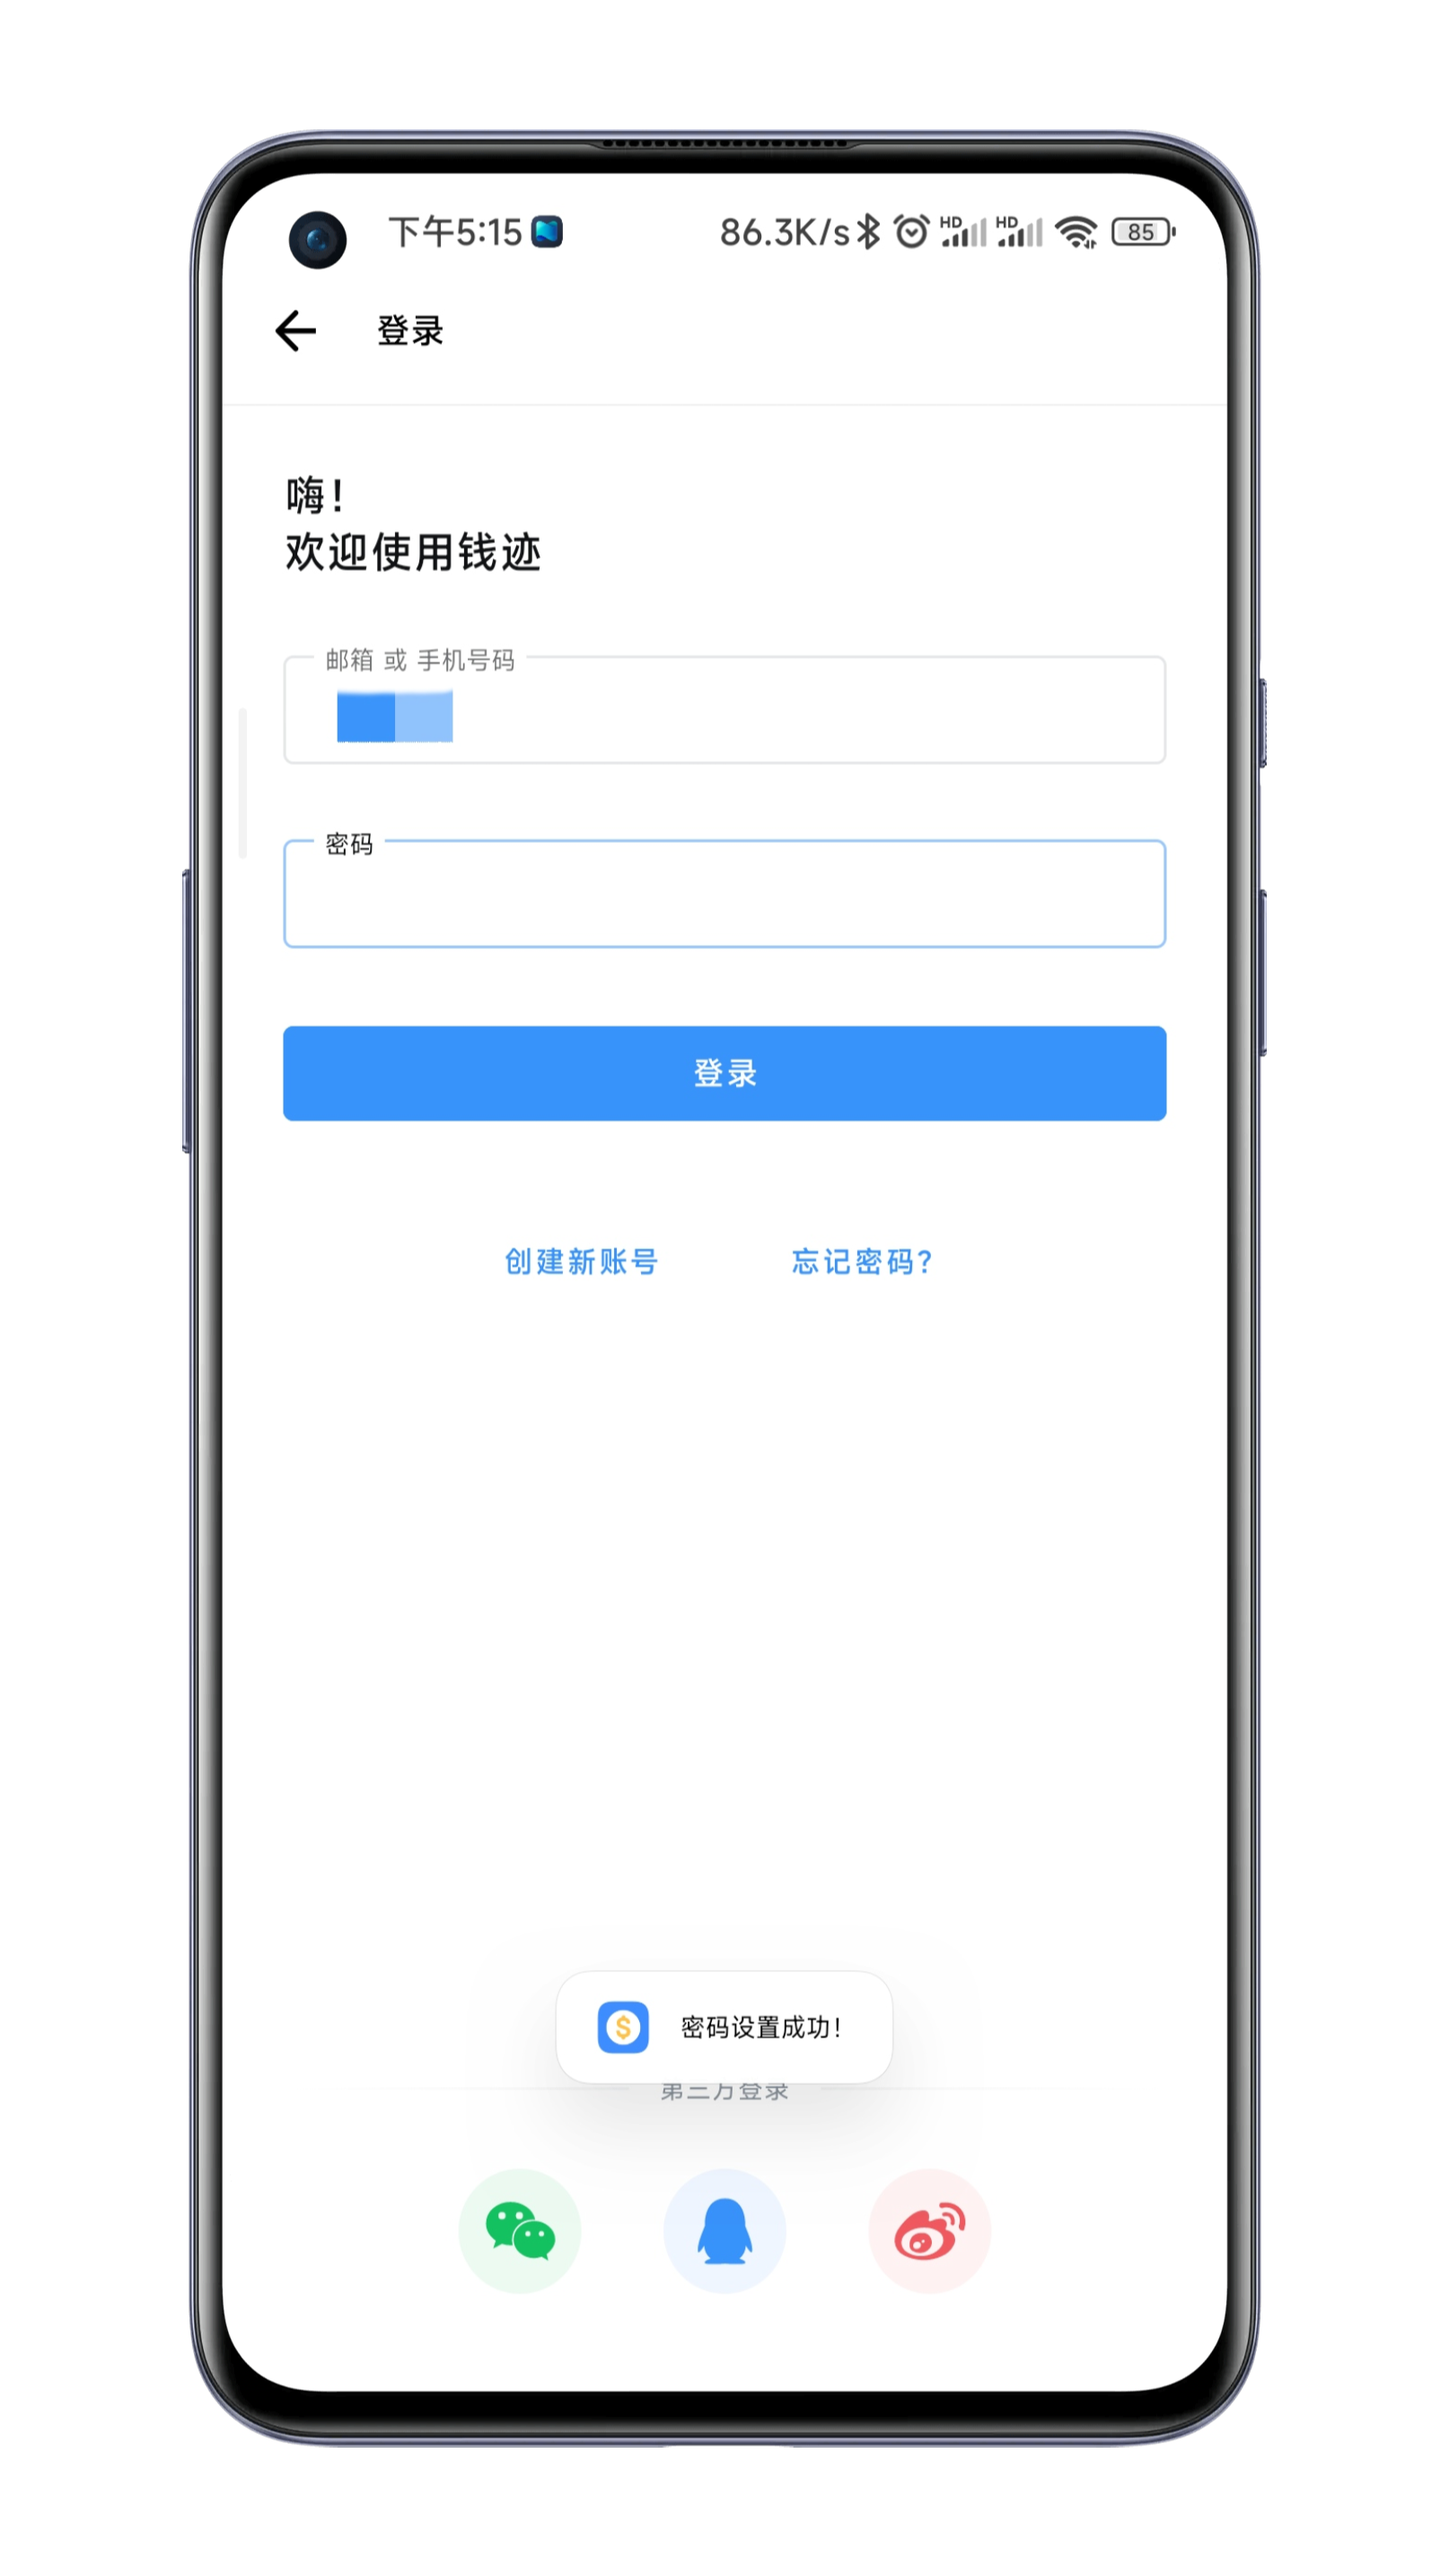 下午5:15
86.3K/s
HD
HD
85
登录
嗨!
欢迎使用钱迹
邮箱 或 手机号码
密码
登录
创建新账号
忘记密码?
密码设置成功!
第三方登录